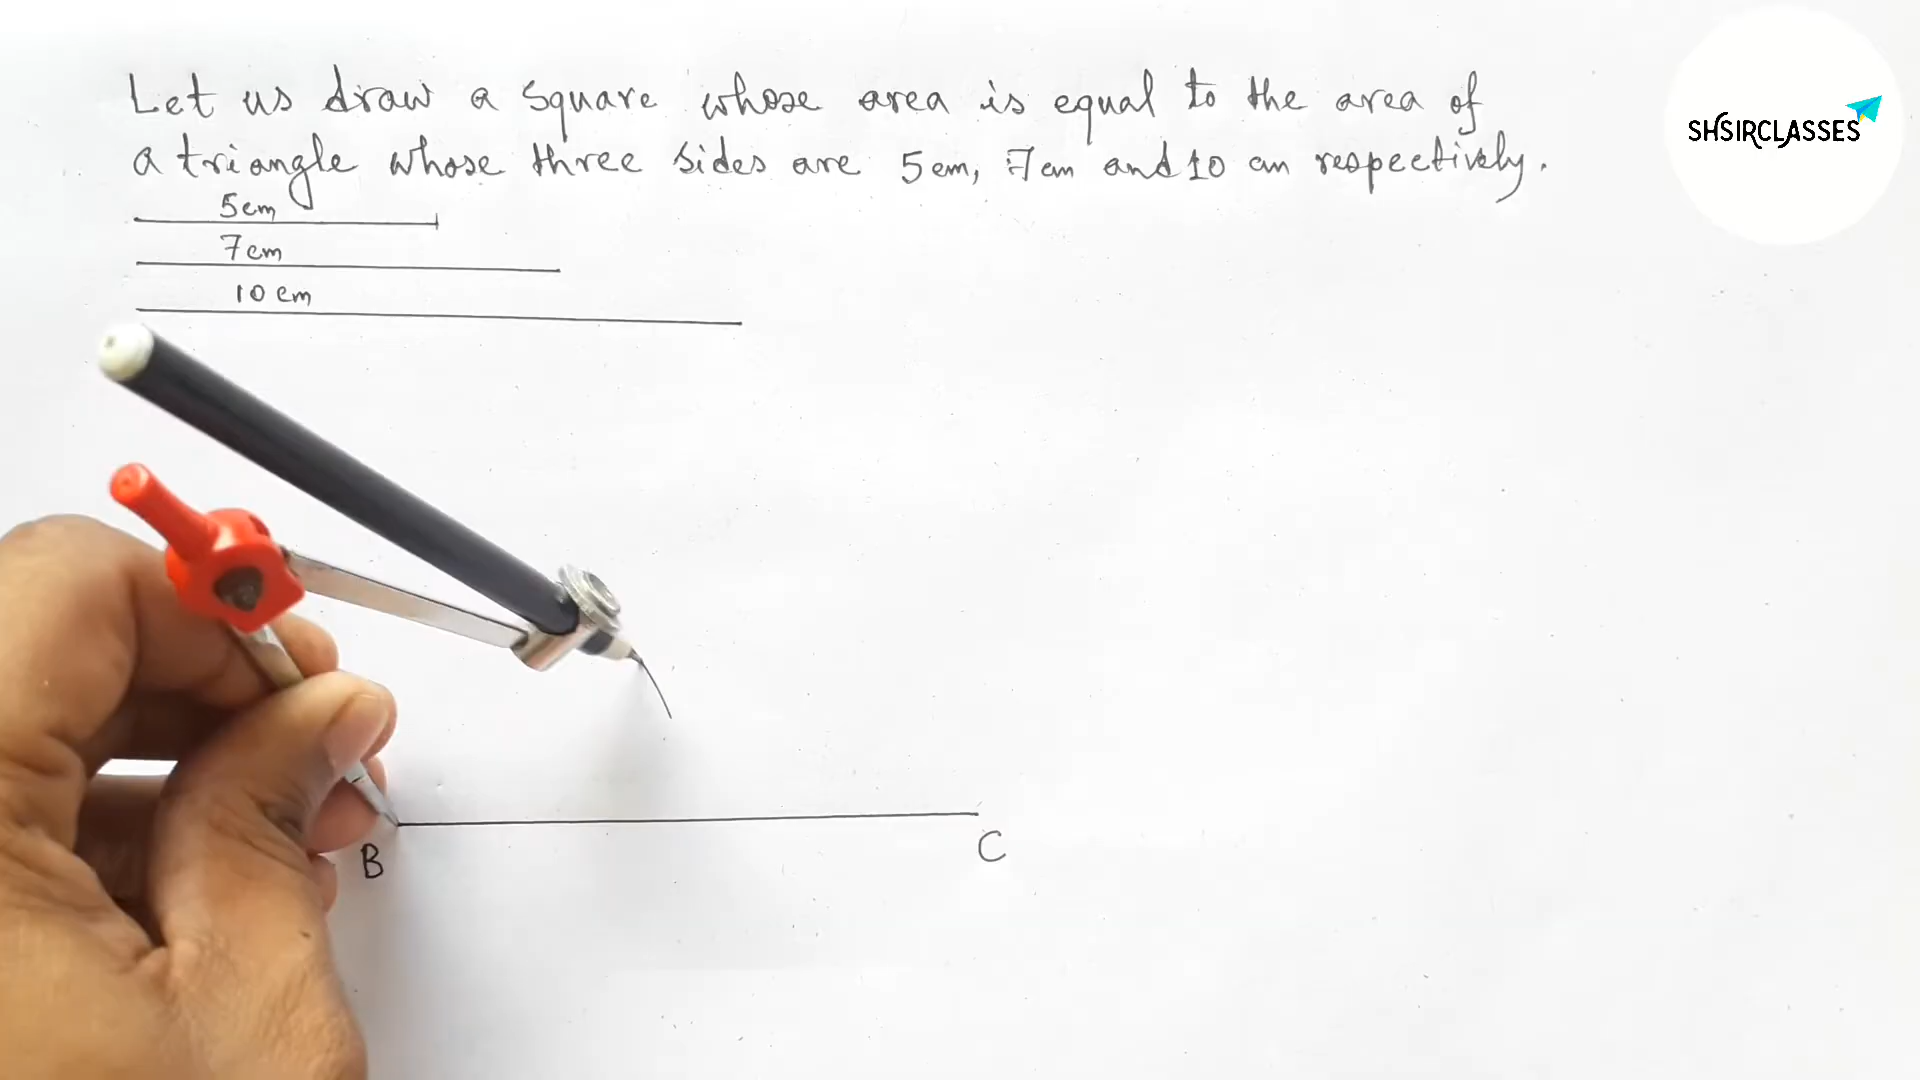 Let us draw a square whose area is equal to the area of
a triangle whose three sides are 5cm, 7cm and 10 cm respectively.
5cm
7cm
10 cm
B
C
SHSIRCLASSES